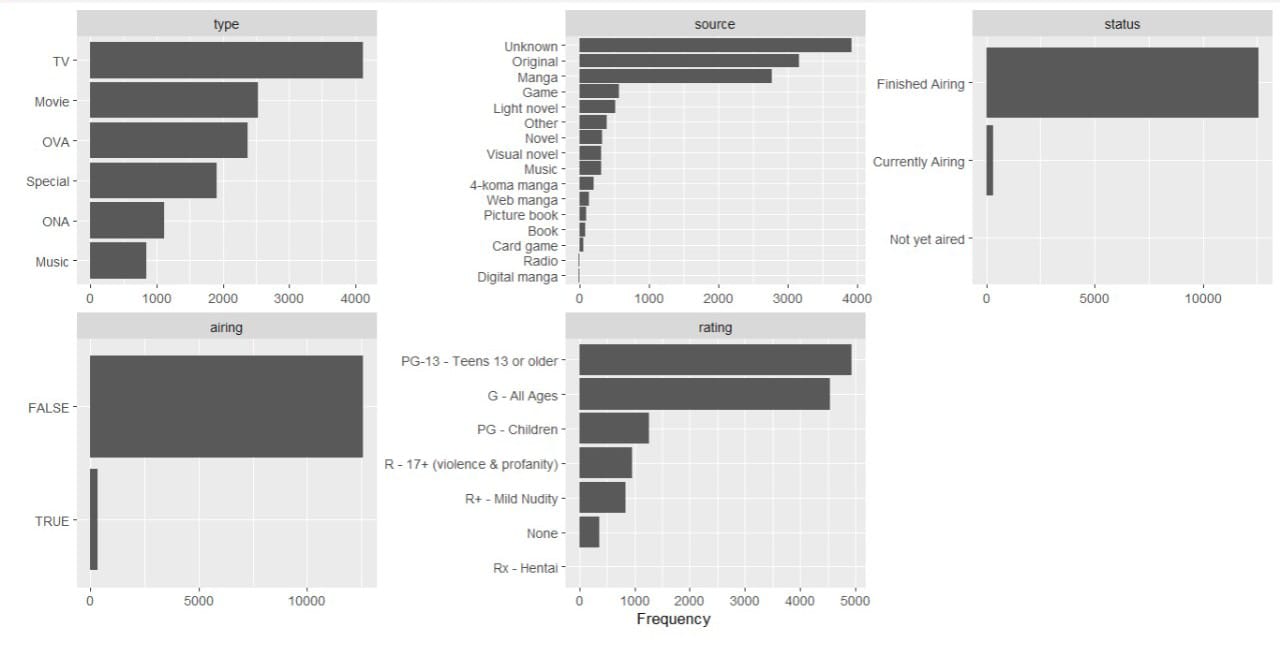 type
TV
Movie
OVA
Special
ONA
Music
0 1000 2000 3000 4000
source
Unknown
Original
Manga
Game
Light novel
Other
Novel
Visual novel
Music
4-koma manga
Web manga
Picture book
Book
Card game
Radio
Digital manga
0 1000 2000 3000 4000
status
Finished Airing
Currently Airing
Not yet aired
0 5000 10000
airing
FALSE
TRUE
0 5000 10000
rating
PG-13 - Teens 13 or older
G - All Ages
PG - Children
R - 17+ (violence & profanity)
R+ - Mild Nudity
None
Rx - Hentai
0 1000 2000 3000 4000 5000
Frequency